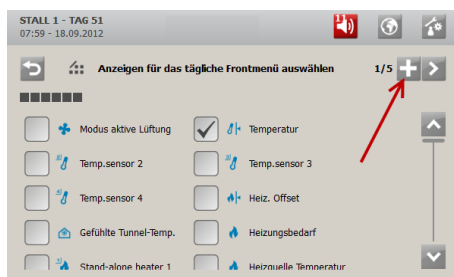 STALL 1 - TAG 51
07:59 - 18.09.2012
Anzeigen für das tägliche Frontmenü auswählen 1/5
Modus aktive Lüftung Temperatur
Temp.sensor 2 Temp.sensor 3
Temp.sensor 4 Heiz. Offset
Gefühlte Tunnel-Temp. Heizungsbedarf
Stand-alone heater 1 Heizquelle Temperatur